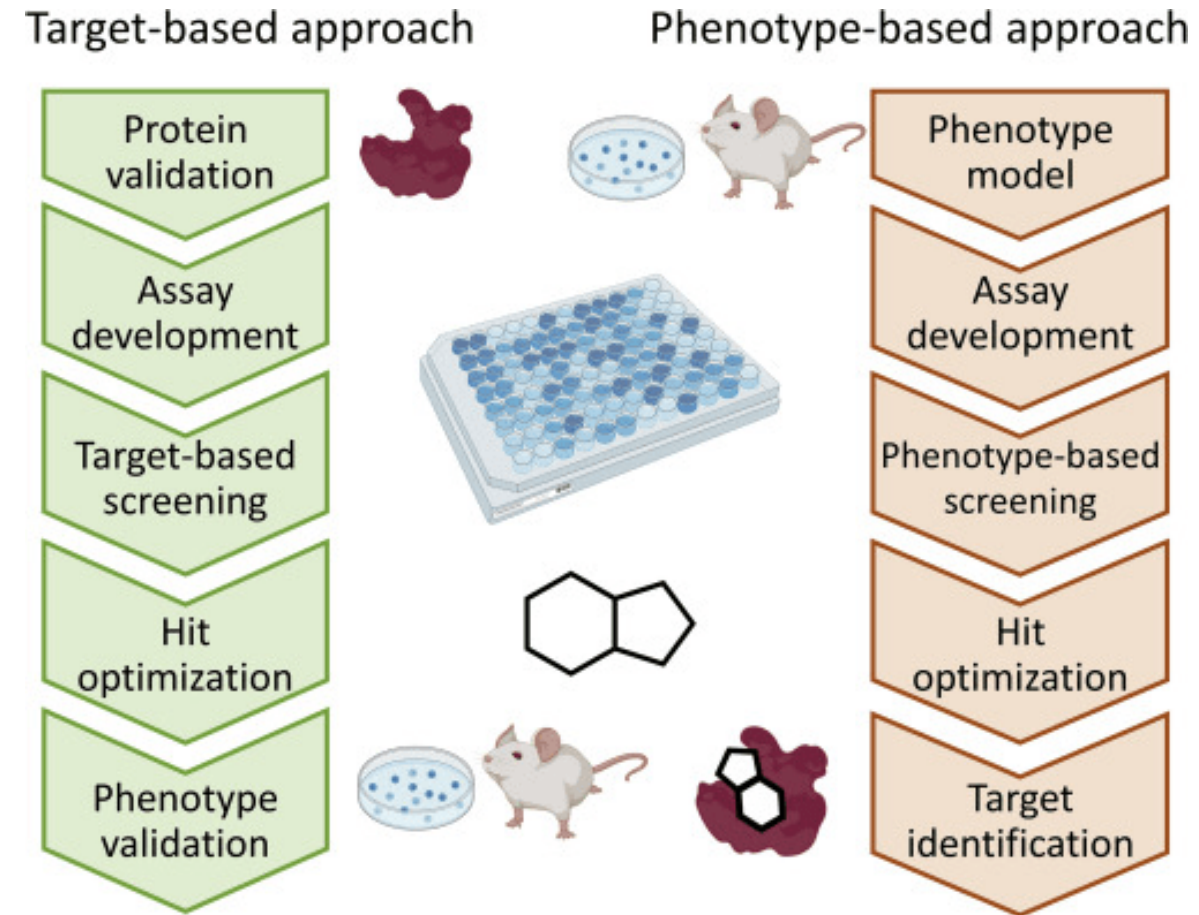 Target-based approach
Phenotype-based approach
Protein
validation
Assay
development
Target-based
screening
Hit
optimization
Phenotype
validation
Phenotype
model
Assay
development
Phenotype-based
screening
Hit
optimization
Target
identification